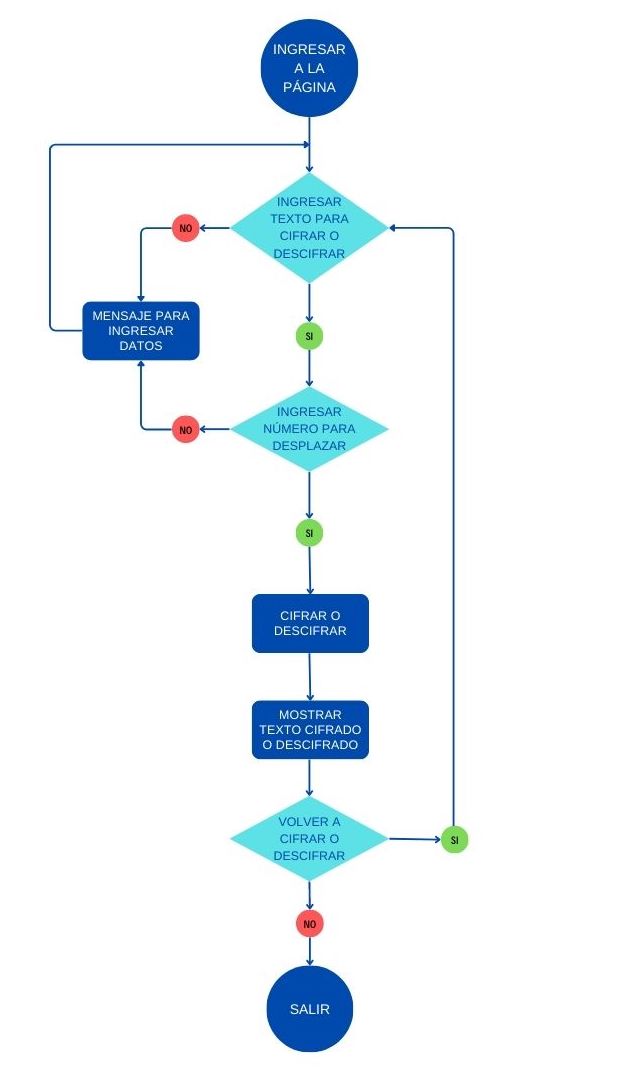 INGRESAR
A LA
PÁGINA
INGRESAR
TEXTO PARA
CIFRAR O
DESCIFRAR
NO
MENSAJE PARA
INGRESAR
DATOS
SI
INGRESAR
NÚMERO PARA
DESPLAZAR
NO
SI
CIFRAR O
DESCIFRAR
MOSTRAR
TEXTO CIFRADO
O DESCIFRADO
VOLVER A
CIFRAR O
DESCIFRAR
SI
NO
SALIR